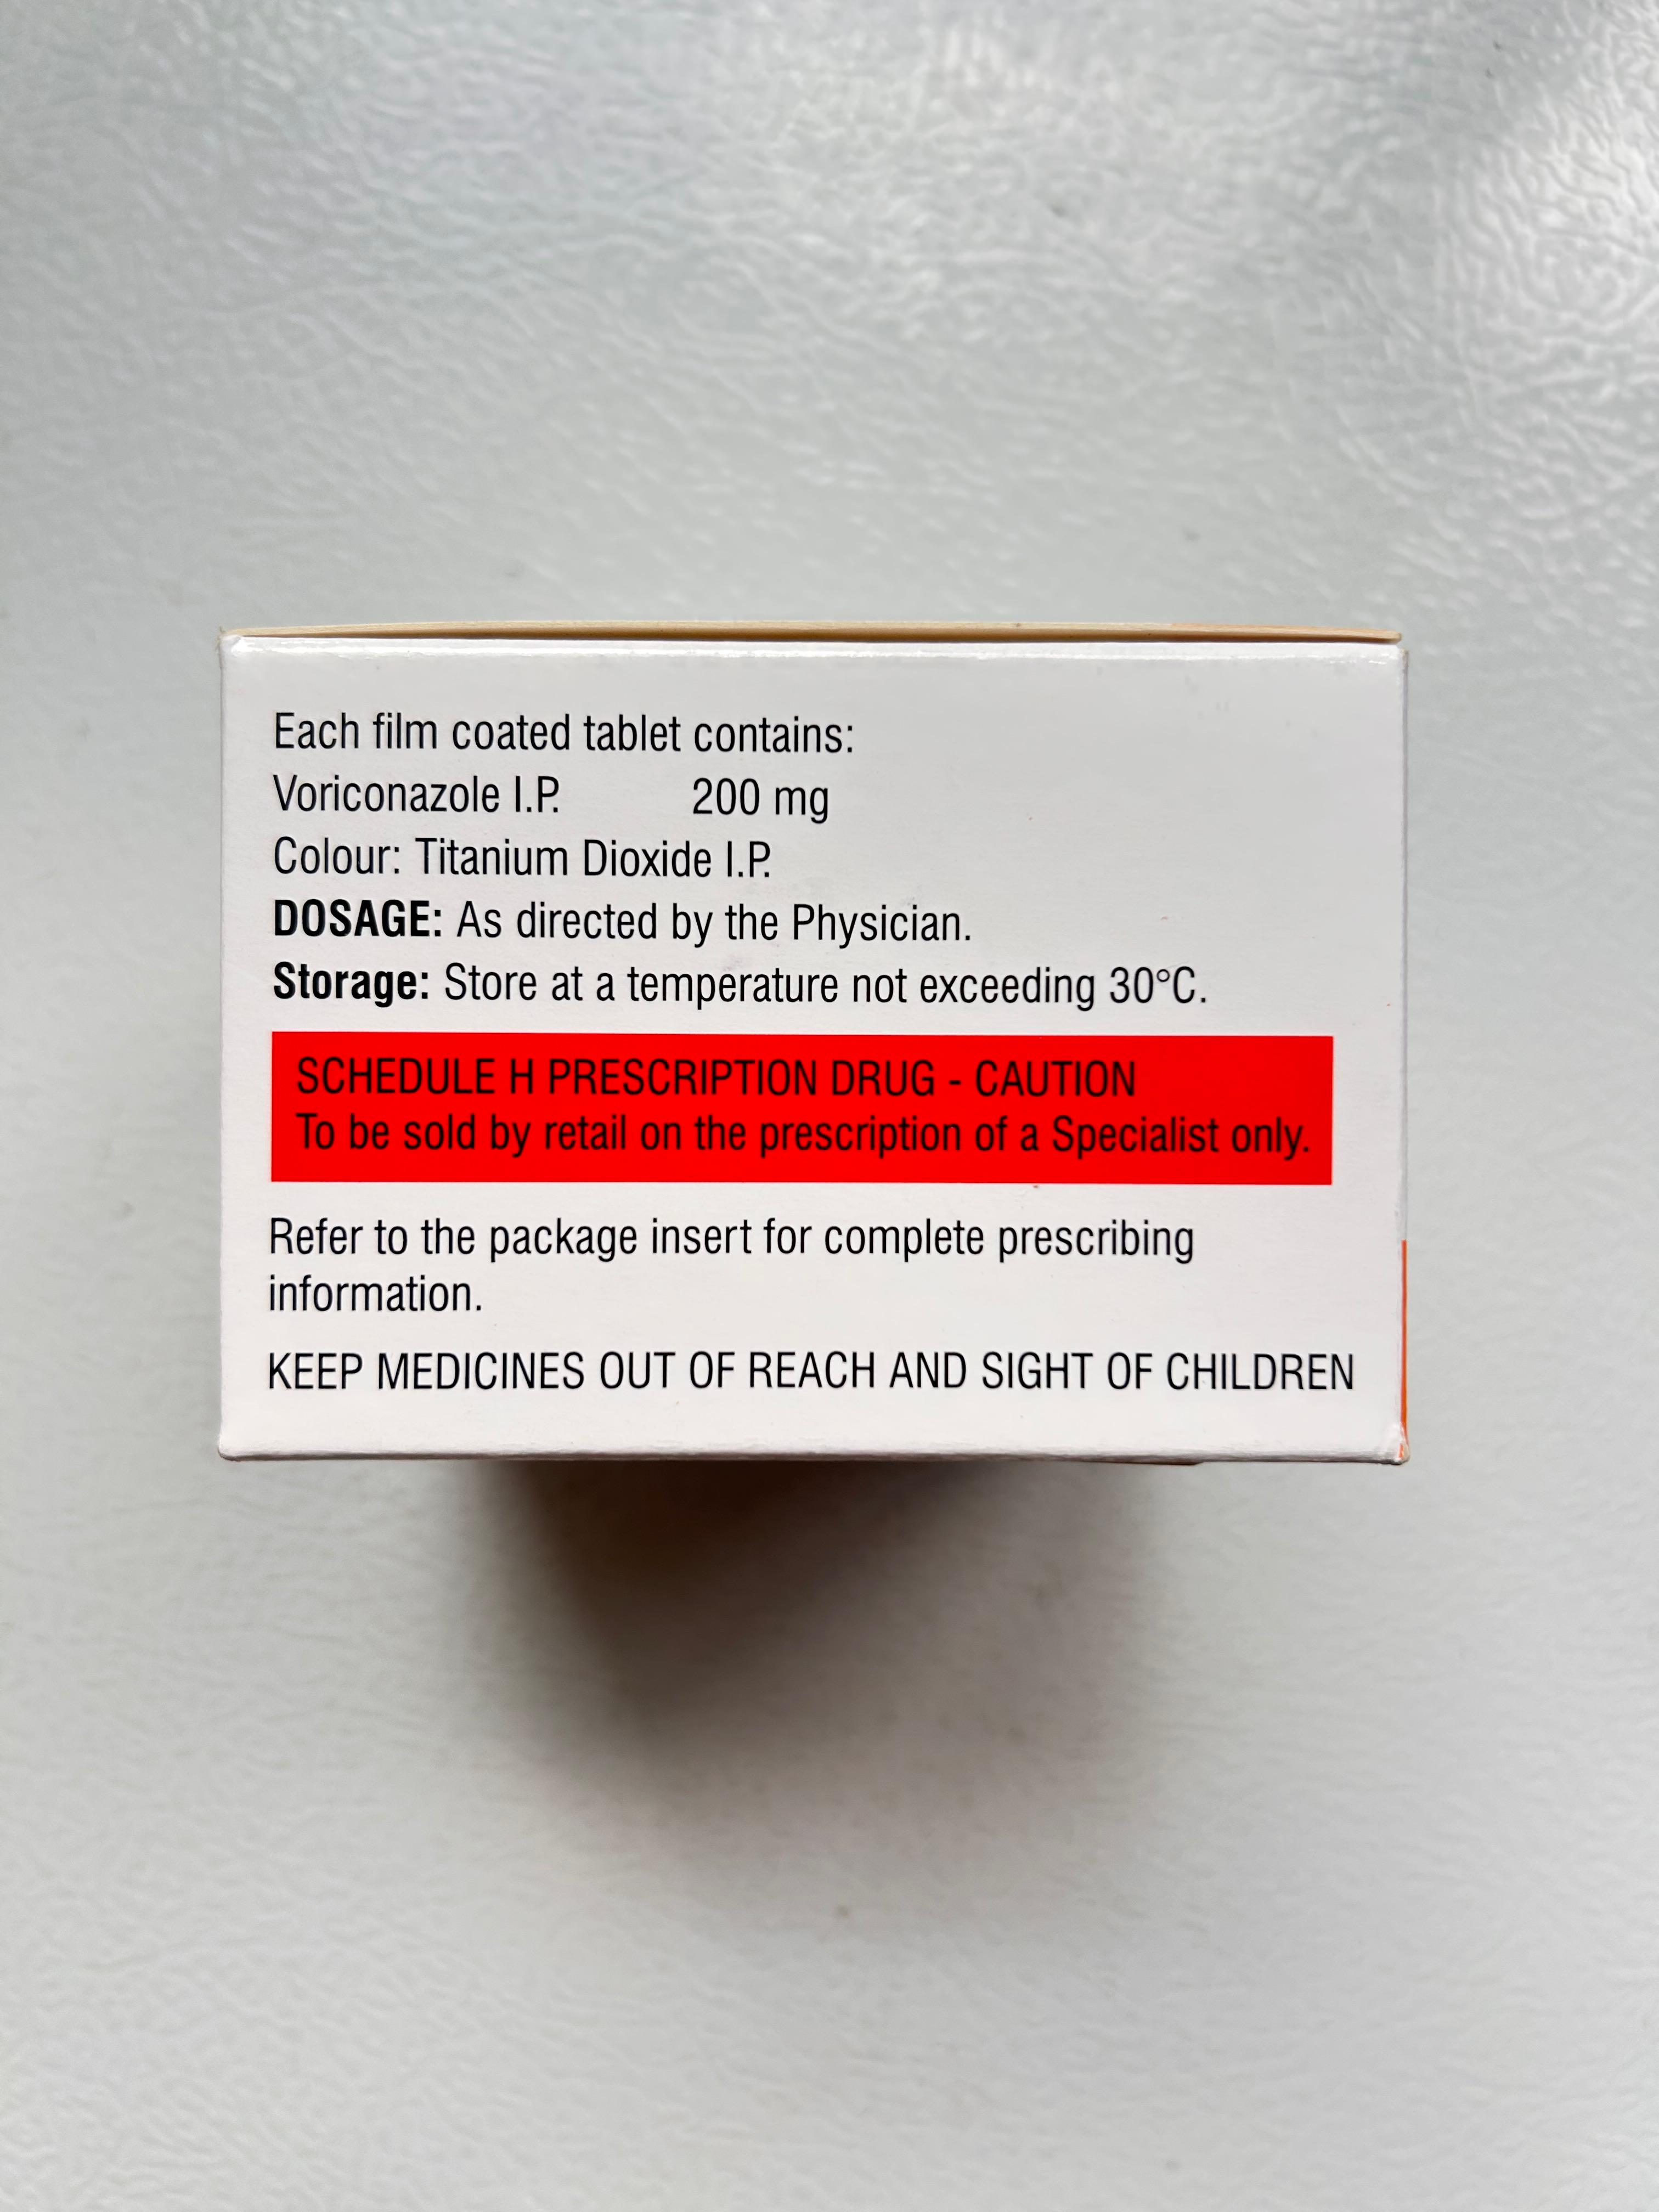 Each film coated tablet contains:
Voriconazole I.P. 200 mg
Colour: Titanium Dioxide I.P.
DOSAGE: As directed by the Physician.
Storage: Store at a temperature not exceeding 30°C.
SCHEDULE H PRESCRIPTION DRUG - CAUTION
To be sold by retail on the prescription of a Specialist only.
Refer to the package insert for complete prescribing
information.
KEEP MEDICINES OUT OF REACH AND SIGHT OF CHILDREN